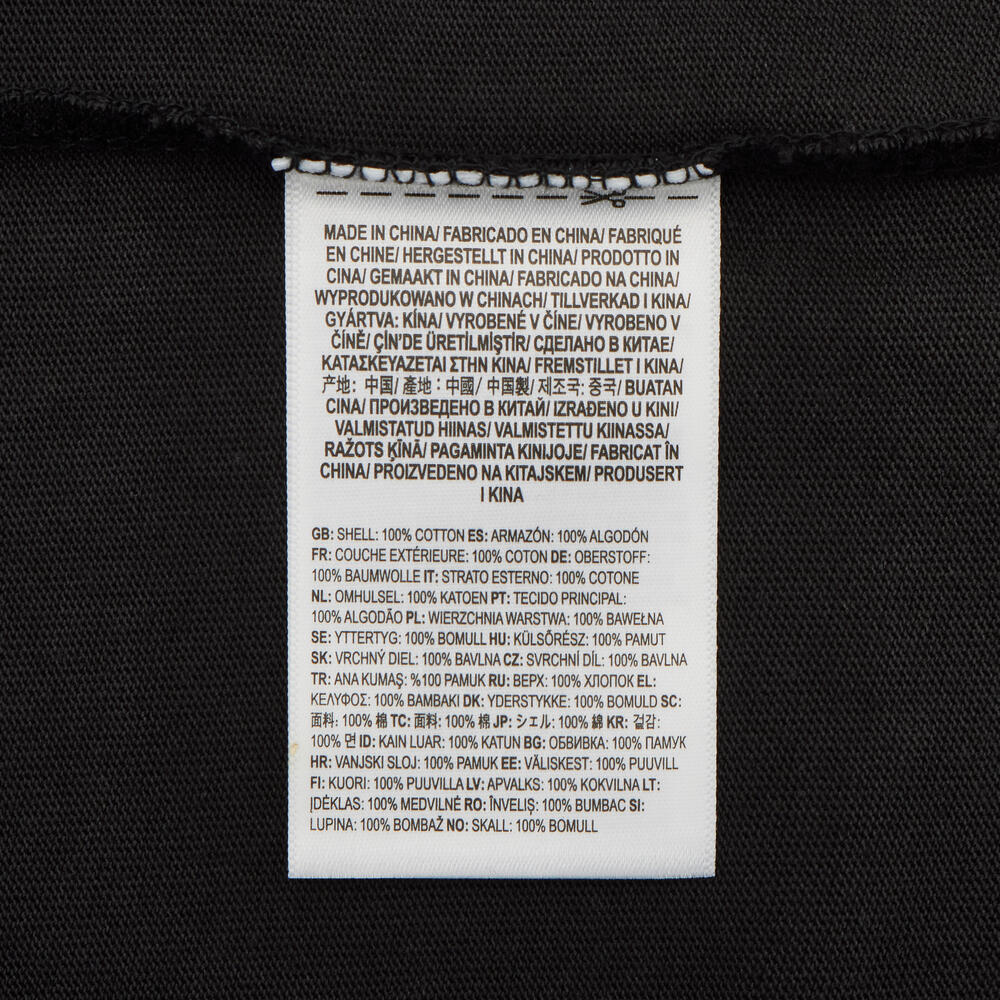 MADE IN CHINA/ FABRICADO EN CHINA/ FABRIQUÉ
EN CHINE/ HERGESTELLT IN CHINA/ PRODOTTO IN
CINA/ GEMAAKT IN CHINA/ FABRICADO NA CHINA/
WYPRODUKOWANO W CHINACH/ TILLVERKAD I KINA/
GYÁRTVA: KÍNA/ VYROBENÉ V ČÍNE/ VYROBENO V
ČÍNĚ/ ÇİN'DE ÜRETİLMİŞTİR/ СДЕЛАНО В КИТАЕ/
ΚΑΤΑΣΚΕΥΑΖΕΤΑΙ ΣΤΗΝ ΚΙΝΑ/ FREMSTILLET I KINA/
产地: 中国/ 產地: 中國/ 中国製/ 제조국: 중국/ BUATAN
CINA/ ПРОИЗВЕДЕНО В КИТАЙ/ IZRAĐENO U KINI/
VALMISTATUD HIINAS/ VALMISTETTU KIINASSA/
RAŽOTS ĶĪNĀ/ PAGAMINTA KINIJOJE/ FABRICAT ÎN
CHINA/ PROIZVEDENO NA KITAJSKEM/ PRODUSERT
I KINA
GB: SHELL: 100% COTTON ES: ARMAZÓN: 100% ALGODÓN
FR: COUCHE EXTÉRIEURE: 100% COTON DE: OBERSTOFF:
100% BAUMWOLLE IT: STRATO ESTERNO: 100% COTONE
NL: OMHULSEL: 100% KATOEN PT: TECIDO PRINCIPAL:
100% ALGODÃO PL: WIERZCHNIA WARSTWA: 100% BAWEŁNA
SE: YTTERTYG: 100% BOMULL HU: KÜLSŐRÉSZ: 100% PAMUT
SK: VRCHNÝ DIEL: 100% BAVLNA CZ: SVRCHNÍ DÍL: 100% BAVLNA
TR: ANA KUMAŞ: %100 PAMUK RU: ВЕРХ: 100% ХЛОПОК EL:
ΚΕΛΥΦΟΣ: 100% ΒΑΜΒΑΚΙ DK: YDERSTYKKE: 100% BOMULD SC:
面料: 100% 棉 TC: 面料: 100% 棉 JP: シェル: 100% 綿 KR: 겉감:
100% 면 ID: KAIN LUAR: 100% KATUN BG: ОБВИВКА: 100% ПАМУК
HR: VANJSKI SLOJ: 100% PAMUK EE: VÄLISKEST: 100% PUUVILL
FI: KUORI: 100% PUUVILLA LV: APVALKS: 100% KOKVILNA LT:
ĮDĖKLAS: 100% MEDVILNĖ RO: ÎNVELIȘ: 100% BUMBAC SI:
LUPINA: 100% BOMBAŽ NO: SKALL: 100% BOMULL